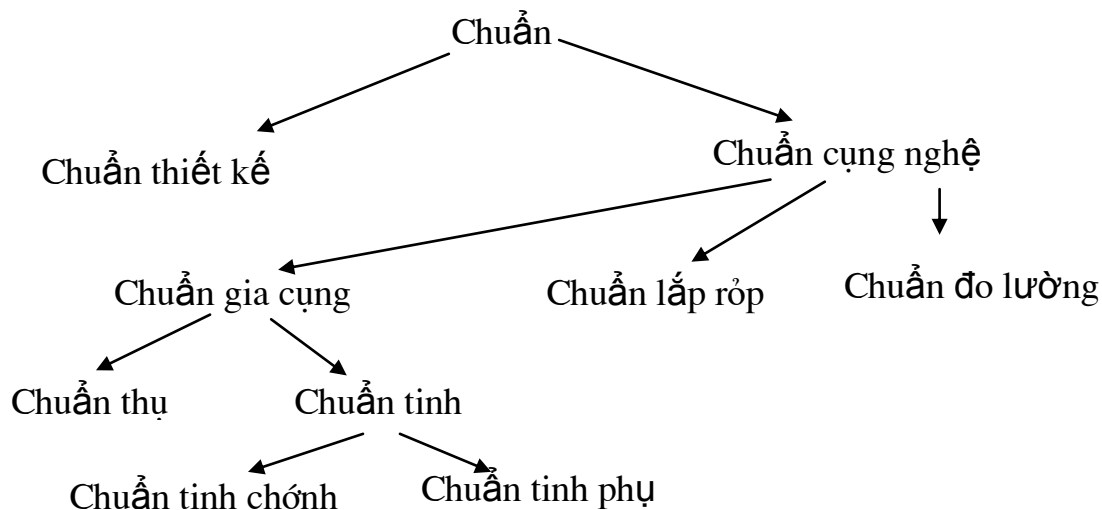 Chuẩn
Chuẩn thiết kế
Chuẩn cụng nghệ
Chuẩn gia cụng
Chuẩn lắp rỏp
Chuẩn đo lường
Chuẩn thụ
Chuẩn tinh
Chuẩn tinh chớnh
Chuẩn tinh phụ